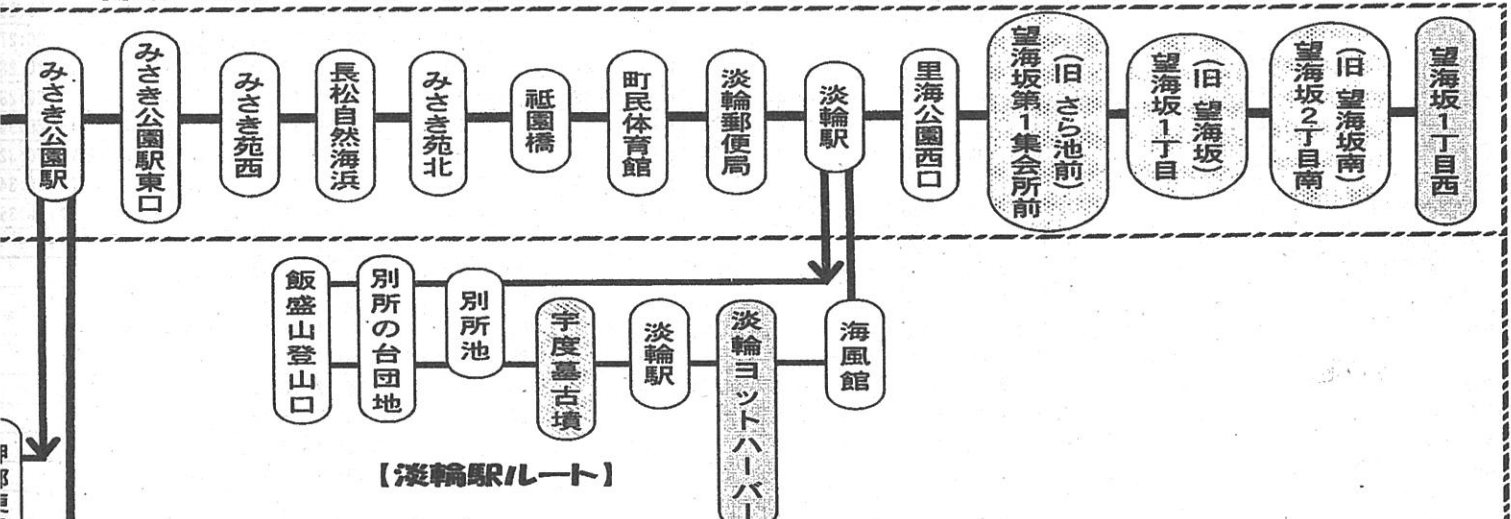 みさき公園駅
みさき公園駅東口
みさき苑西
長松自然海浜
みさき苑北
祗園橋
町民体育館
淡輪郵便局
淡輪駅
里海公園西口
望海坂第1集会所前
(旧 さら池前)
望海坂1丁目
(旧 望海坂)
望海坂2丁目南
(旧 望海坂南)
望海坂1丁目西
飯盛山登山口
別所の台団地
別所池
宇度墓古墳
淡輪駅
淡輪ヨットハーバー
海風館
【淡輪駅ルート】